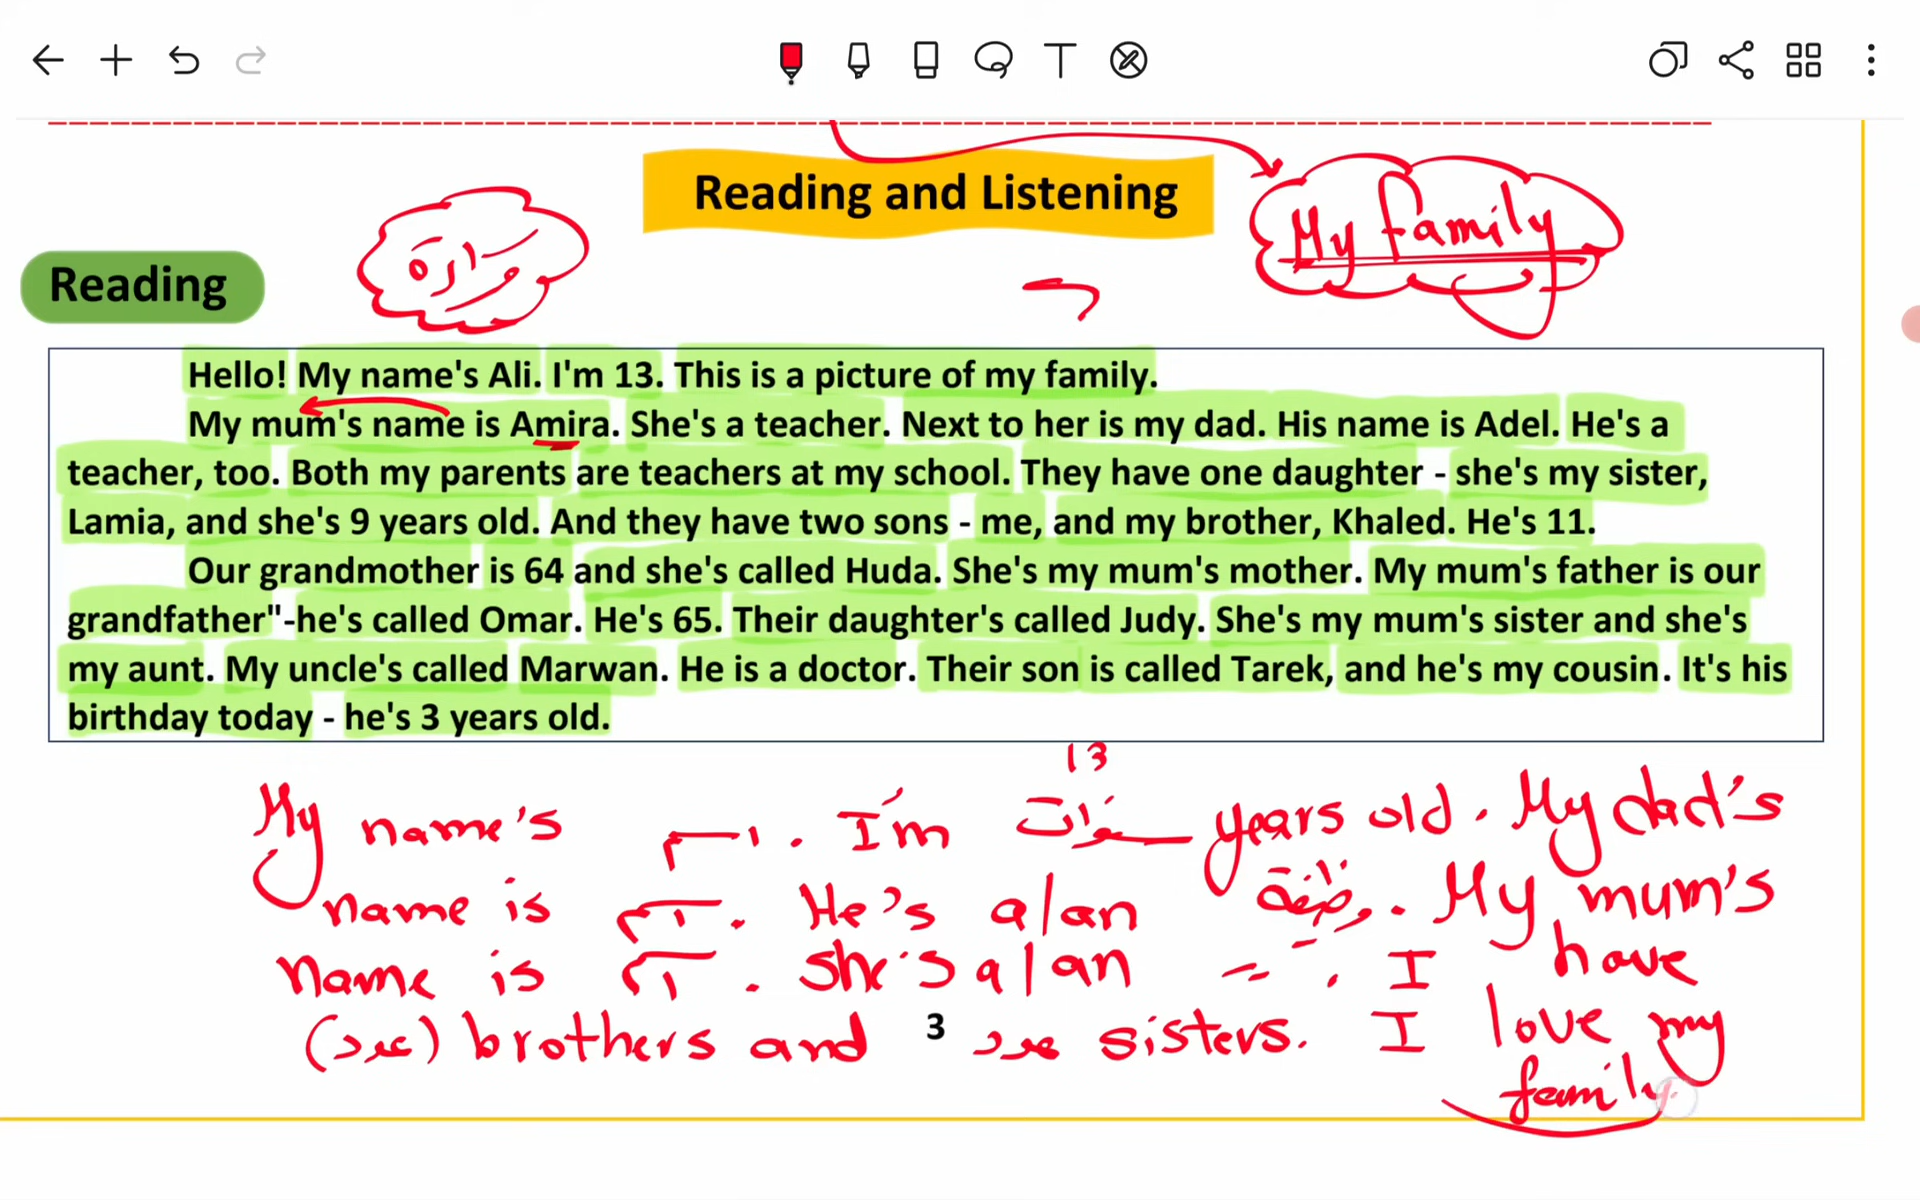 Reading and Listening
My family
Reading
Hello! My name's Ali. I'm 13. This is a picture of my family.
My mum's name is Amira. She's a teacher. Next to her is my dad. His name is Adel. He's a
teacher, too. Both my parents are teachers at my school. They have one daughter - she's my sister,
Lamia, and she's 9 years old. And they have two sons - me, and my brother, Khaled. He's 11.
Our grandmother is 64 and she's called Huda. She's my mum's mother. My mum's father is our
grandfather"-he's called Omar. He's 65. Their daughter's called Judy. She's my mum's sister and she's
my aunt. My uncle's called Marwan. He is a doctor. Their son is called Tarek, and he's my cousin. It's his
birthday today - he's 3 years old.
13
My name's اسم. I'm سنوات years old. My dad's
name is اسم. He's a/an وظيفة. My mum's
name is اسم. She's a/an = =. I have
(عدد) brothers and عدد sisters. I love my
family
3